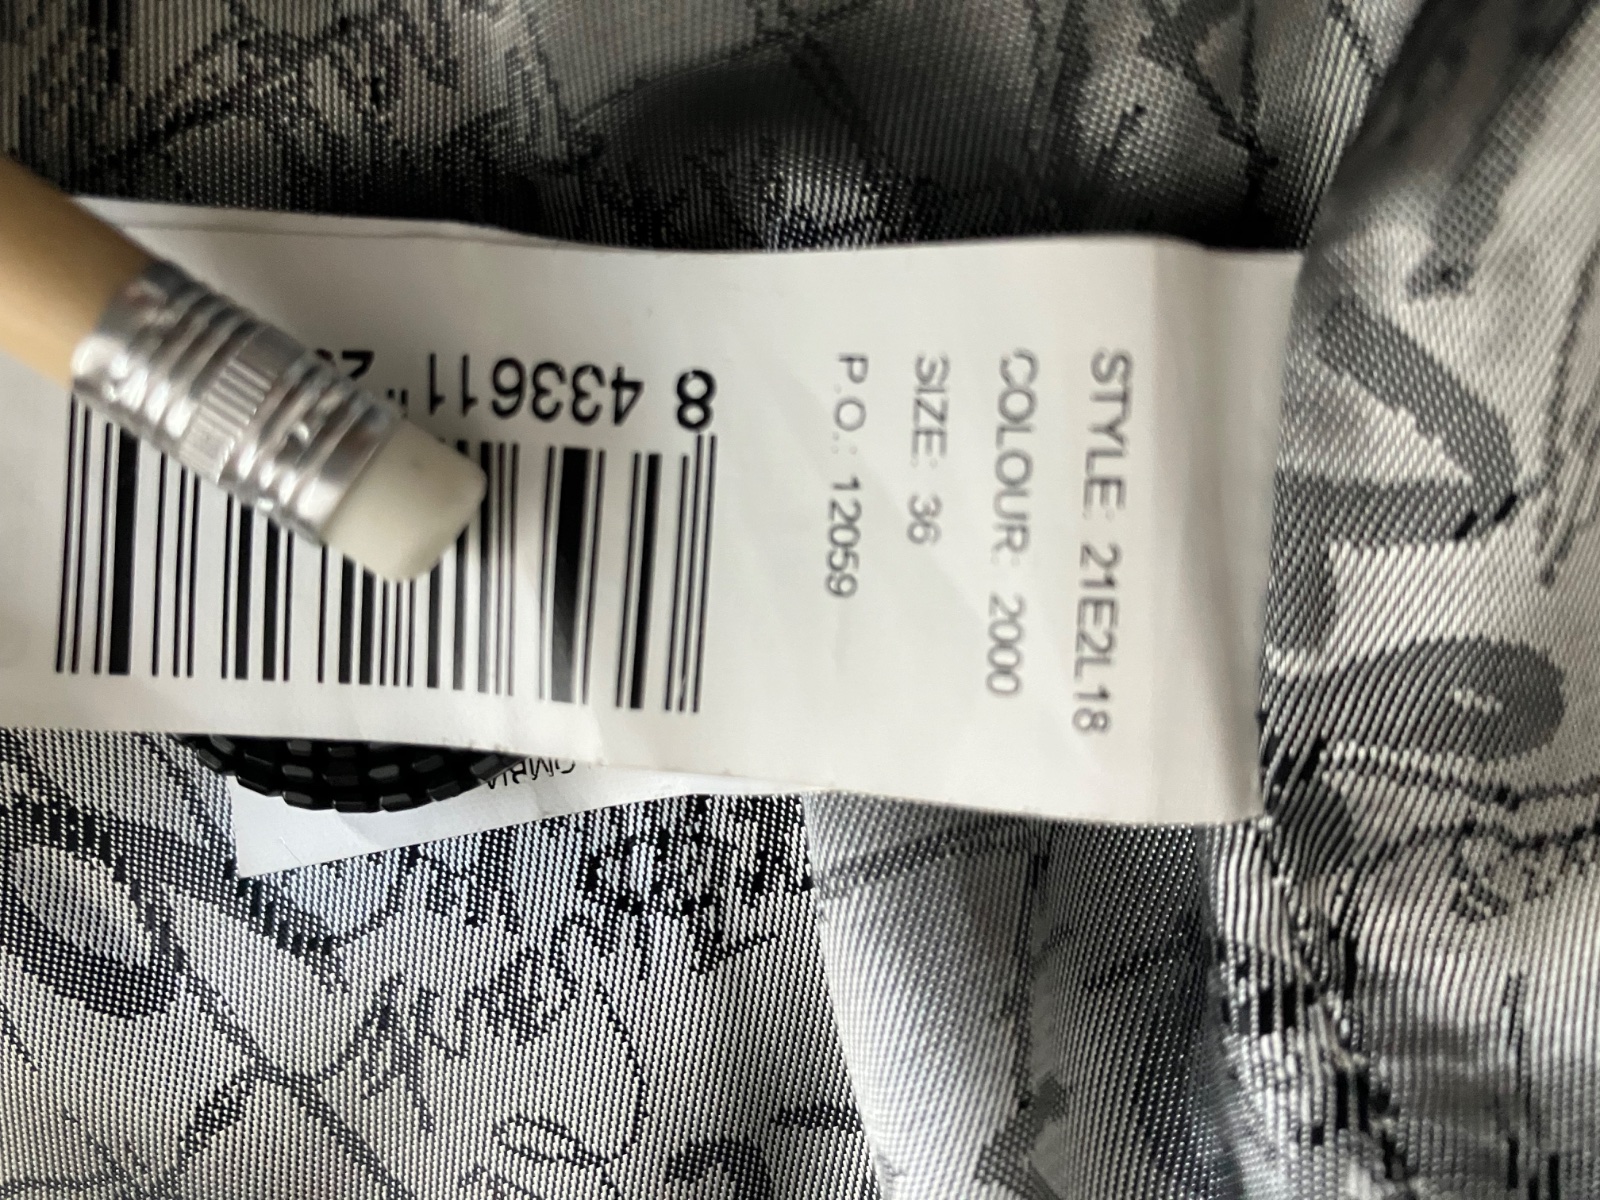 STYLE: 21E2L18
COLOUR: 2000
SIZE: 36
P.O.: 12059
8 433611